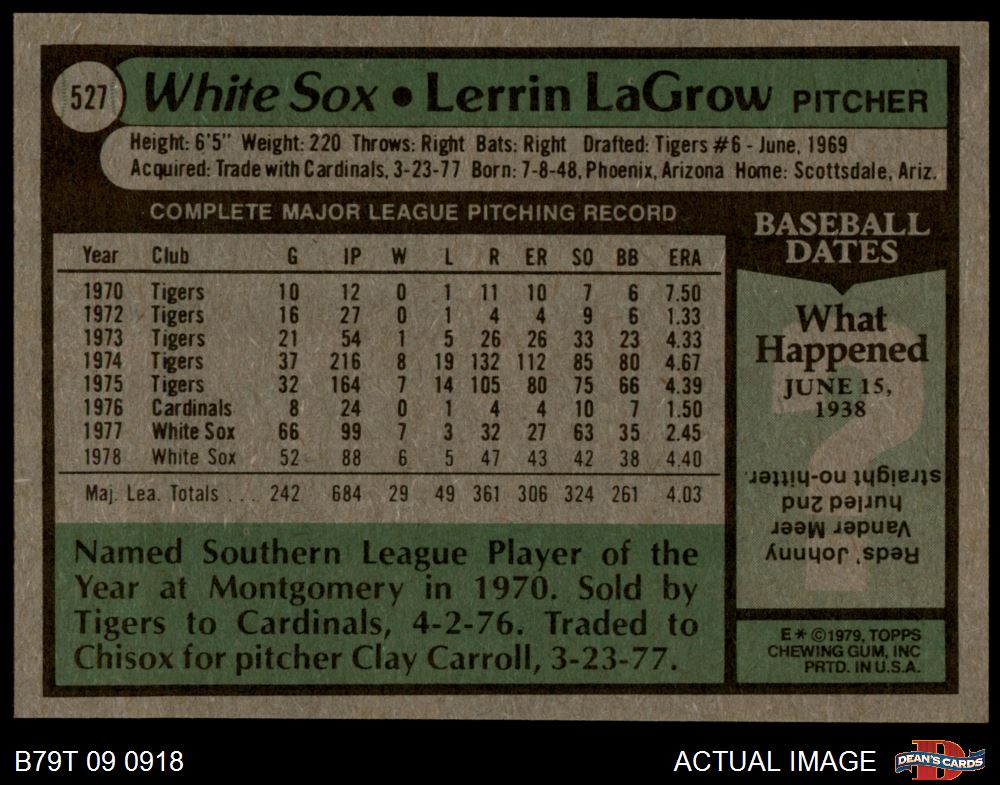 527 White Sox • Lerrin LaGrow PITCHER
Height: 6'5" Weight: 220 Throws: Right Bats: Right Drafted: Tigers #6 - June, 1969
Acquired: Trade with Cardinals, 3-23-77 Born: 7-8-48, Phoenix, Arizona Home: Scottsdale, Ariz.
COMPLETE MAJOR LEAGUE PITCHING RECORD
Year Club G IP W L R ER SO BB ERA
1970 Tigers 10 12 0 1 11 10 7 6 7.50
1972 Tigers 16 27 0 1 4 4 9 6 1.33
1973 Tigers 21 54 1 5 26 26 33 23 4.33
1974 Tigers 37 216 8 19 132 112 85 80 4.67
1975 Tigers 32 164 7 14 105 80 75 66 4.39
1976 Cardinals 8 24 0 1 4 4 10 7 1.50
1977 White Sox 66 99 7 3 32 27 63 35 2.45
1978 White Sox 52 88 6 5 47 43 42 38 4.40
Maj. Lea. Totals . . . 242 684 29 49 361 306 324 261 4.03
Named Southern League Player of the
Year at Montgomery in 1970. Sold by
Tigers to Cardinals, 4-2-76. Traded to
Chisox for pitcher Clay Carroll, 3-23-77.
BASEBALL
DATES
What
Happened
JUNE 15,
1938
?
Reds' Johnny
Vander Meer
hurled 2nd
straight no-hitter.
E * ©1979, TOPPS
CHEWING GUM, INC
PRTD. IN U.S.A.
B79T 09 0918
ACTUAL IMAGE
D
DEAN'S CARDS